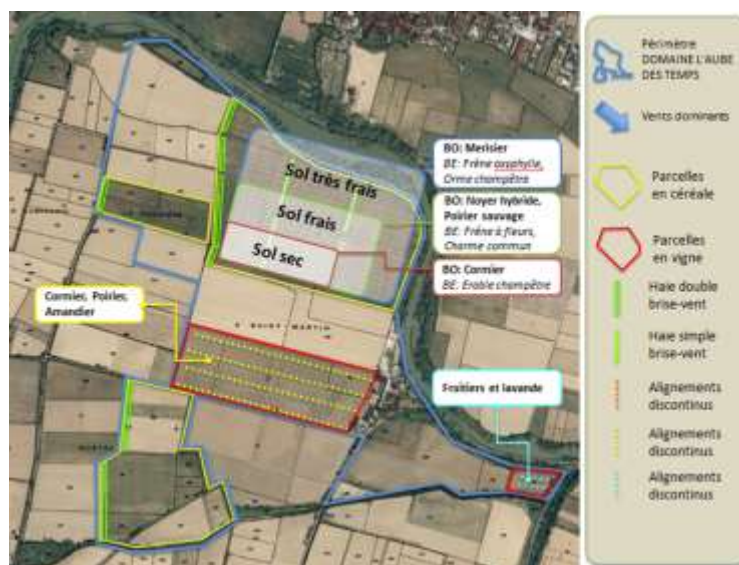 Sol très frais
Sol frais
Sol sec
BO: Merisier
BE: Frêne oxyphylle,
Orme champêtre
BO: Noyer hybride,
Poirier sauvage
BE: Frêne à fleurs,
Charme commun
BO: Cormier
BE: Erable champêtre
Cormier, Poirier,
Amandier
SAINT-MARTIN
Fruitiers et lavande
Périmètre
DOMAINE L'AUBE
DES TEMPS
Vents dominants
Parcelles
en céréale
Parcelles
en vigne
Haie double
brise-vent
Haie simple
brise-vent
Alignements
discontinus
Alignements
discontinus
Alignements
discontinus